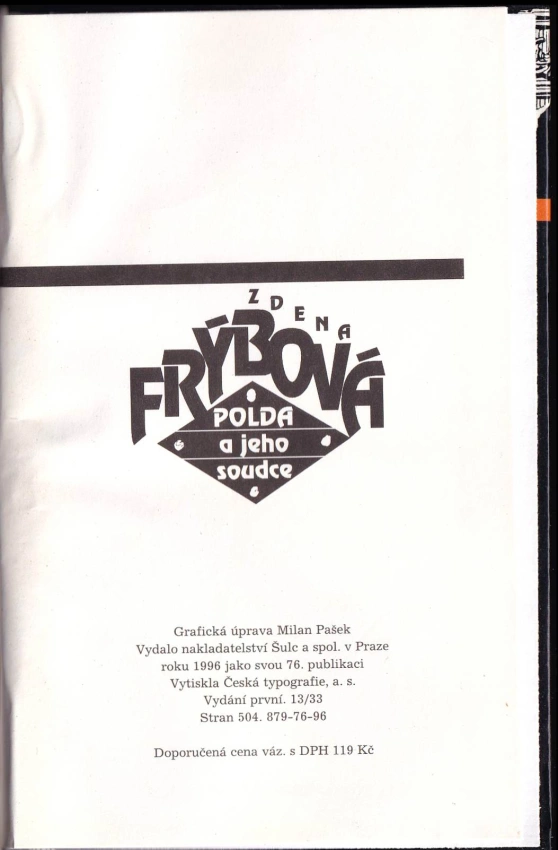 ZDENA
FRÝBOVÁ
POLDA
a jeho
soudce
Grafická úprava Milan Pašek
Vydalo nakladatelství Šulc a spol. v Praze
roku 1996 jako svou 76. publikaci
Vytiskla Česká typografie, a. s.
Vydání první. 13/33
Stran 504. 879-76-96
Doporučená cena váz. s DPH 119 Kč